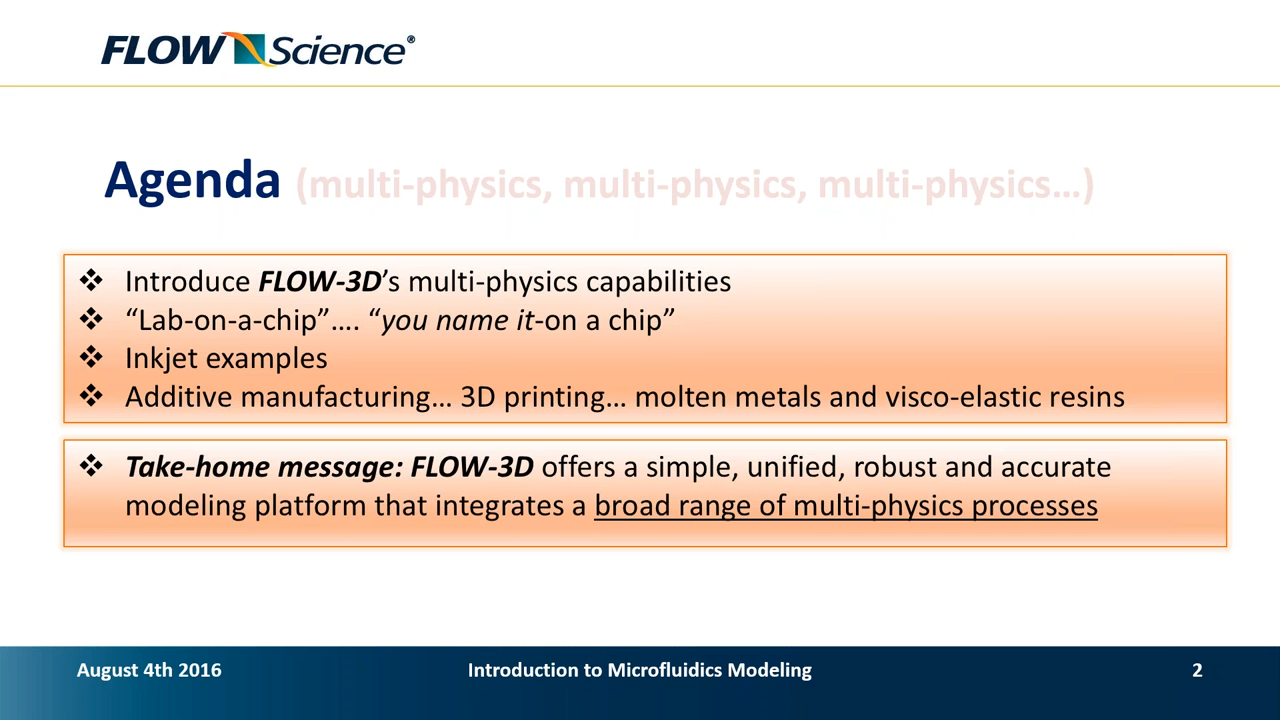 FLOW Science®
Agenda (multi-physics, multi-physics, multi-physics…)
❖ Introduce FLOW-3D’s multi-physics capabilities
❖ “Lab-on-a-chip”…. “you name it-on a chip”
❖ Inkjet examples
❖ Additive manufacturing… 3D printing… molten metals and visco-elastic resins
❖ Take-home message: FLOW-3D offers a simple, unified, robust and accurate
modeling platform that integrates a broad range of multi-physics processes
August 4th 2016 Introduction to Microfluidics Modeling 2